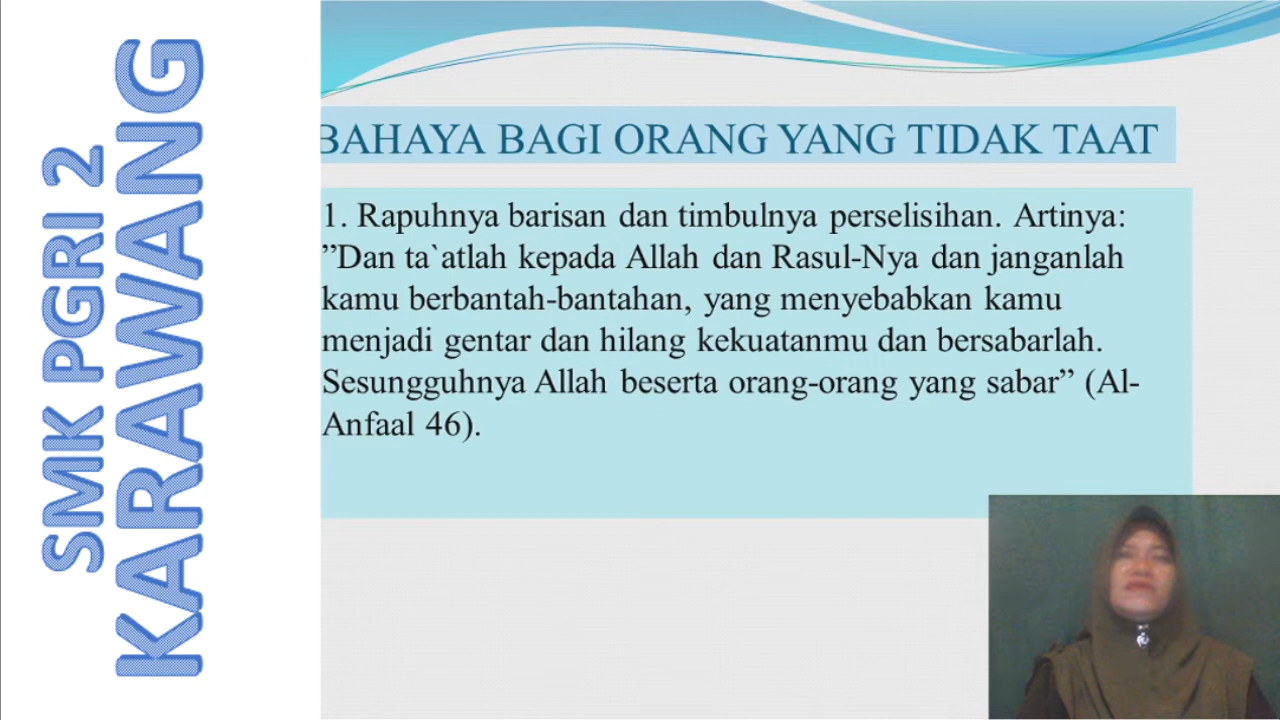 SMK PGRI 2
KARAWANG
BAHAYA BAGI ORANG YANG TIDAK TAAT
1. Rapuhnya barisan dan timbulnya perselisihan. Artinya:
”Dan ta`atlah kepada Allah dan Rasul-Nya dan janganlah
kamu berbantah-bantahan, yang menyebabkan kamu
menjadi gentar dan hilang kekuatanmu dan bersabarlah.
Sesungguhnya Allah beserta orang-orang yang sabar” (Al-
Anfaal 46).